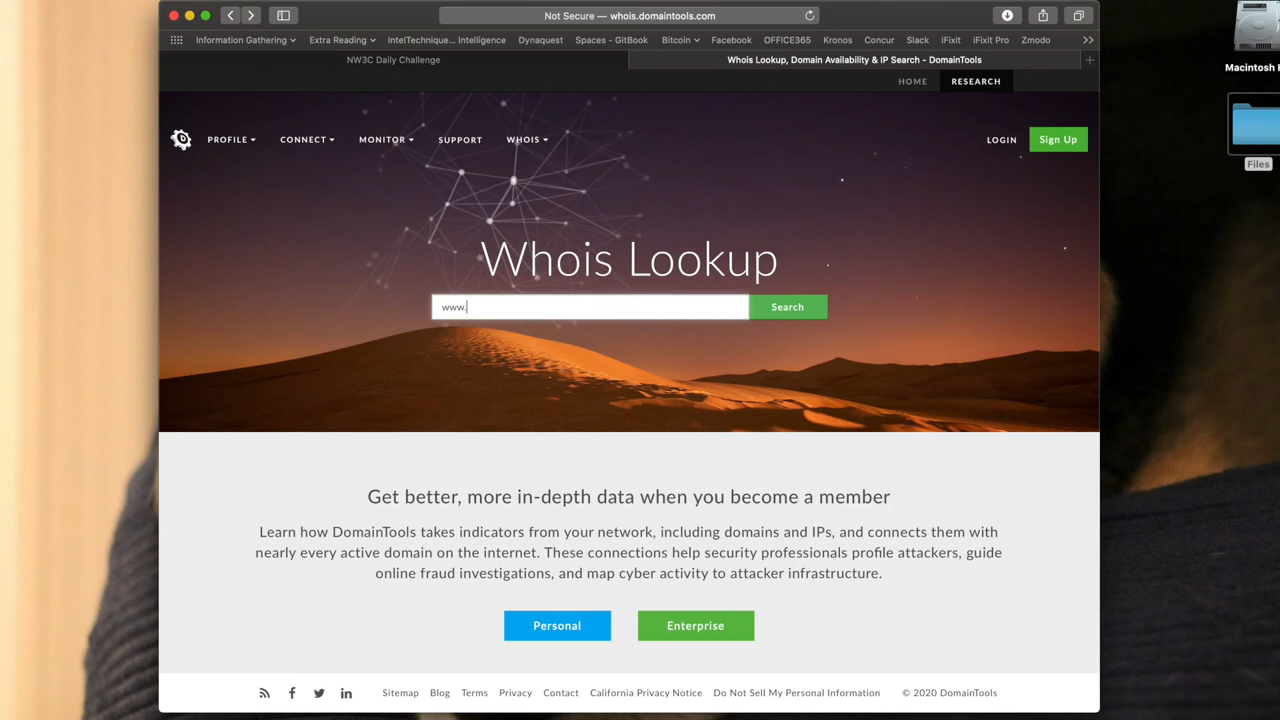 Not Secure — whois.domaintools.com
Information Gathering Extra Reading IntelTechnique... Intelligence Dynaquest Spaces - GitBook Bitcoin Facebook OFFICE365 Kronos Concur Slack iFixit iFixit Pro Zmodo
NW3C Daily Challenge Whois Lookup, Domain Availability & IP Search - DomainTools
HOME RESEARCH
PROFILE CONNECT MONITOR SUPPORT WHOIS LOGIN Sign Up
Whois Lookup
www. Search
Get better, more in-depth data when you become a member
Learn how DomainTools takes indicators from your network, including domains and IPs, and connects them with
nearly every active domain on the internet. These connections help security professionals profile attackers, guide
online fraud investigations, and map cyber activity to attacker infrastructure.
Personal Enterprise
Sitemap Blog Terms Privacy Contact California Privacy Notice Do Not Sell My Personal Information © 2020 DomainTools
Macintosh H
Files